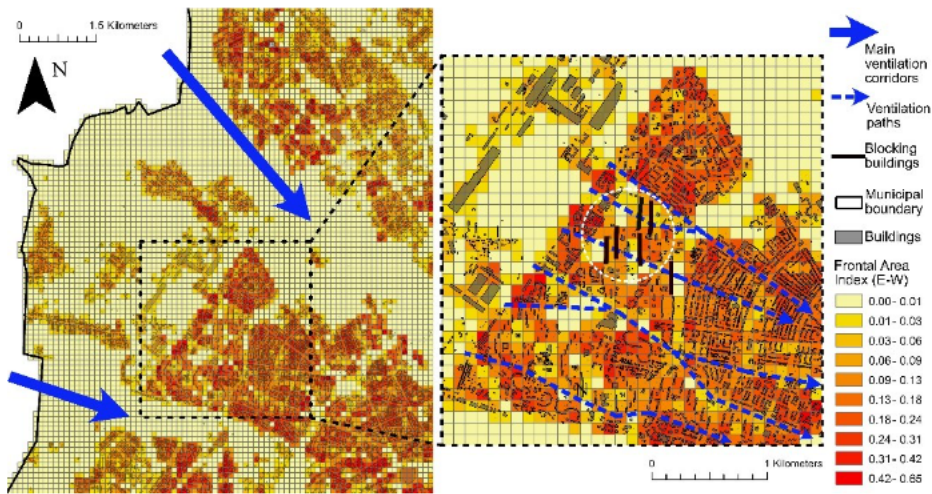 0 1.5 Kilometers
N
Main
ventilation
corridors
Ventilation
paths
Blocking
buildings
Municipal
boundary
Buildings
Frontal Area
Index (E-W)
0.00- 0.01
0.01- 0.03
0.03- 0.06
0.06- 0.09
0.09- 0.13
0.13- 0.18
0.18- 0.24
0.24- 0.31
0.31- 0.42
0.42- 0.65
0 1 Kilometers